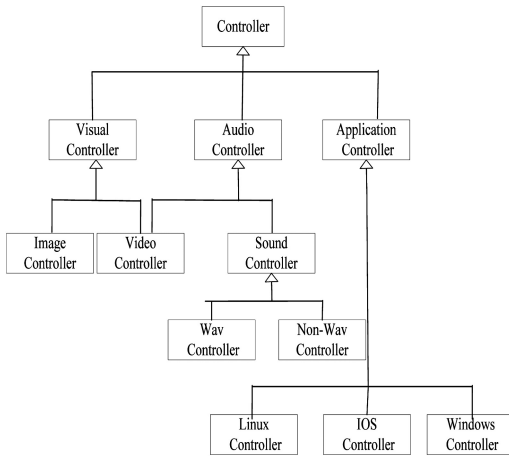 Controller
Visual
Controller
Audio
Controller
Application
Controller
Image
Controller
Video
Controller
Sound
Controller
Wav
Controller
Non-Wav
Controller
Linux
Controller
IOS
Controller
Windows
Controller